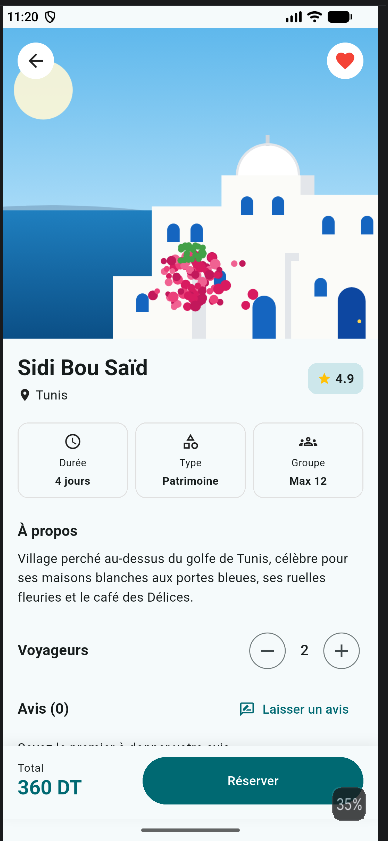 11:20
Sidi Bou Saïd
4.9
Tunis
Durée
4 jours
Type
Patrimoine
Groupe
Max 12
À propos
Village perché au-dessus du golfe de Tunis, célèbre pour
ses maisons blanches aux portes bleues, ses ruelles
fleuries et le café des Délices.
Voyageurs
2
Avis (0)
Laisser un avis
Total
360 DT
Réserver
35%